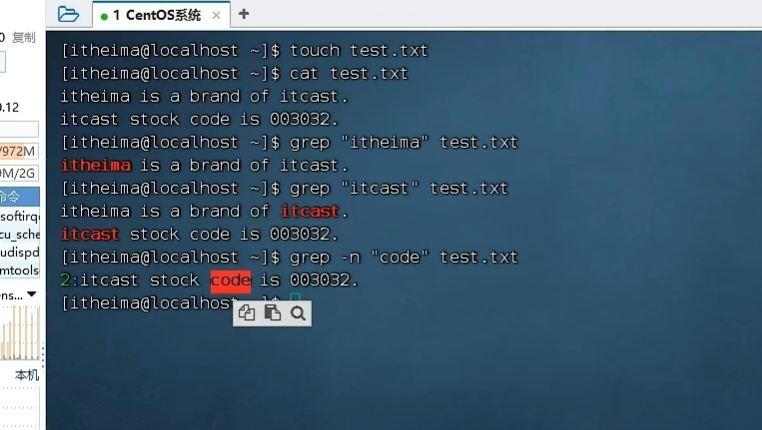 1 CentOS系统 × +
0 复制
[itheima@localhost ~]$ touch test.txt
[itheima@localhost ~]$ cat test.txt
itheima is a brand of itcast.
0.12
itcast stock code is 003032.
[itheima@localhost ~]$ grep "itheima" test.txt
/972M
itheima is a brand of itcast.
M/2G
[itheima@localhost ~]$ grep "itcast" test.txt
命令
itheima is a brand of itcast.
softirq
itcast stock code is 003032.
cu_sche
udispd
[itheima@localhost ~]$ grep -n "code" test.txt
mtools
2:itcast stock code is 003032.
ens...
[itheima@localhost ~]$
本机